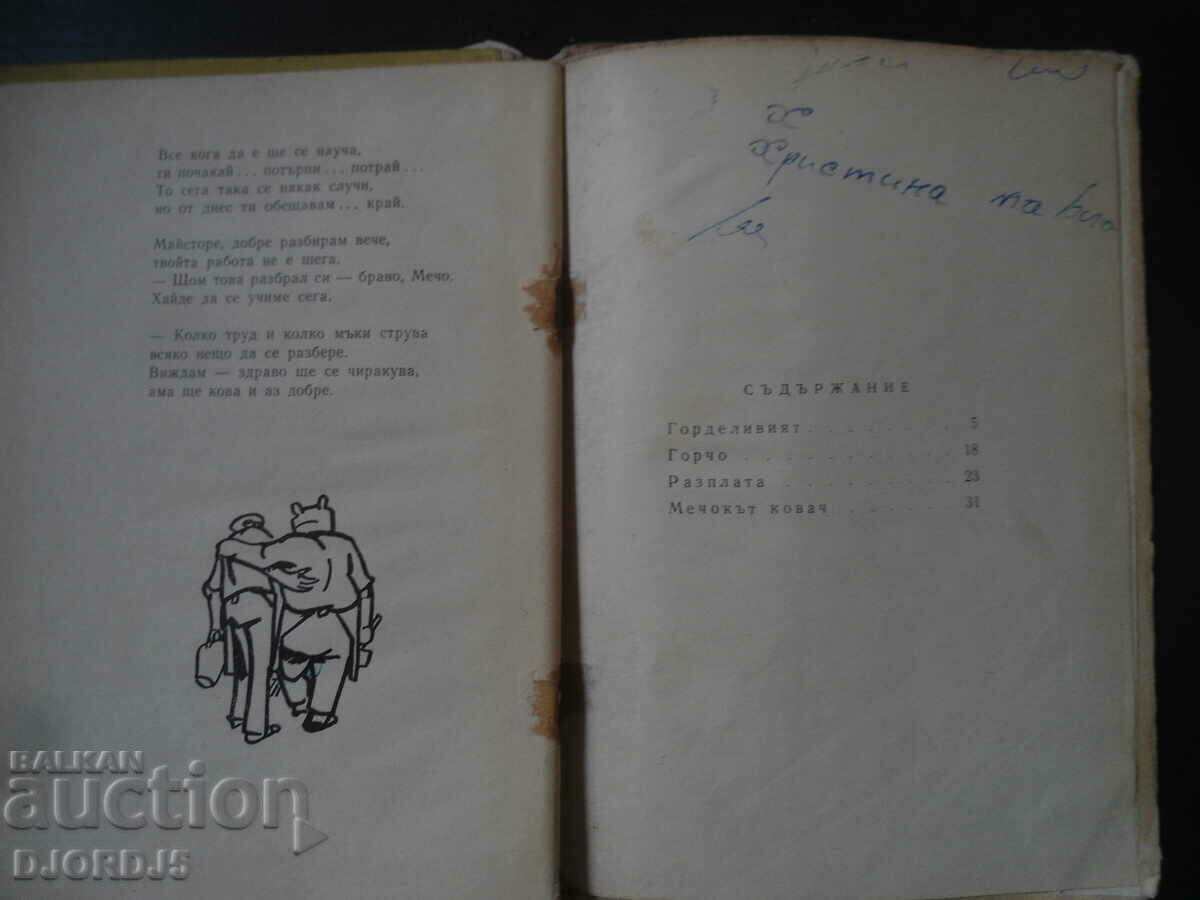 Все кога да е ще се науча,
ти почакай... потърпи... потрай...
То сега така се някак случи,
но от днес ти обещавам... край.
Майсторе, добре разбирам вече,
твойта работа не е шега.
— Щом това разбрал си — браво, Мечо.
Хайде да се учиме сега.
— Колко труд и колко мъки струва
всяко нещо да се разбере.
Виждам — здраво ще се чиракува,
ама ще кова и аз добре.
Х
Христина
СЪДЪРЖАНИЕ
Горделивият . . . . . . . . 5
Горчо . . . . . . . . . . . 18
Разплата . . . . . . . . . 23
Мечокът ковач . . . . . . 31
BALKAN
auction
DJORDJ5